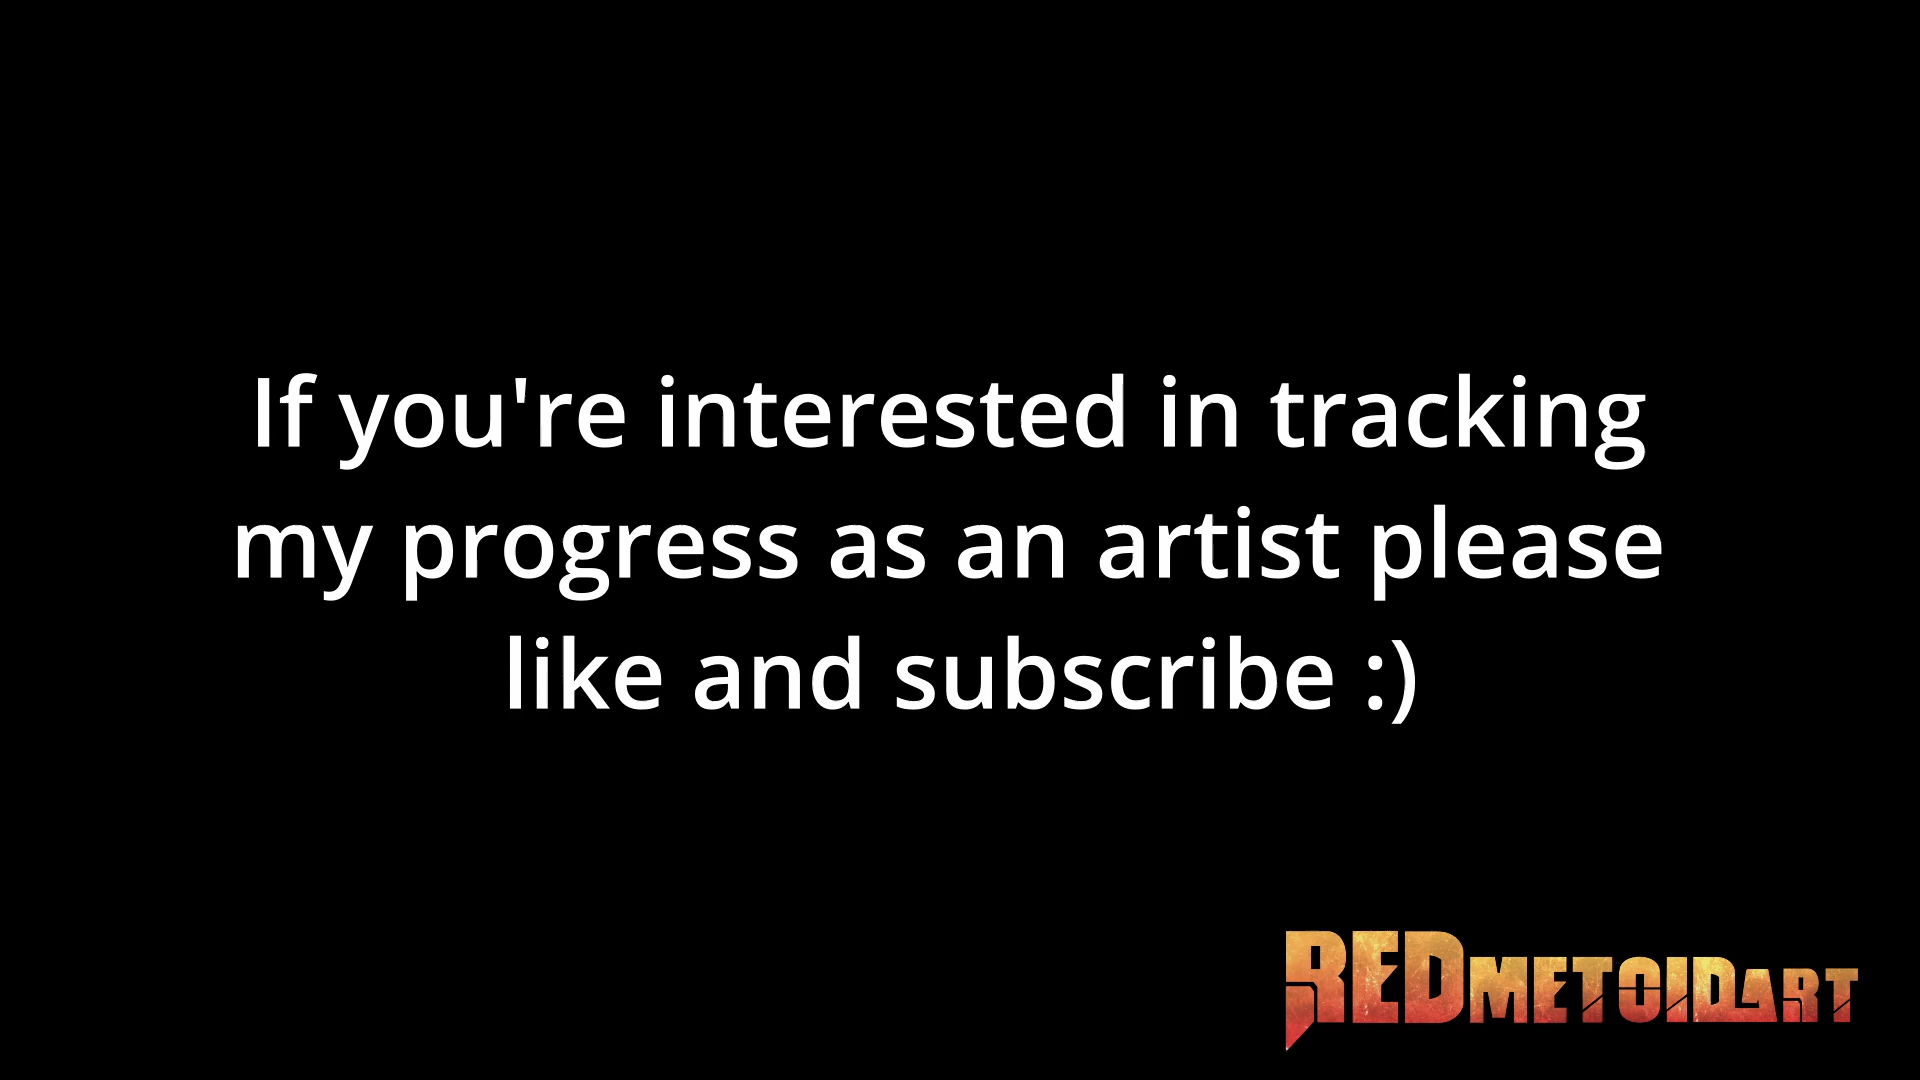 If you're interested in tracking
my progress as an artist please
like and subscribe :)
REDMETOIDART